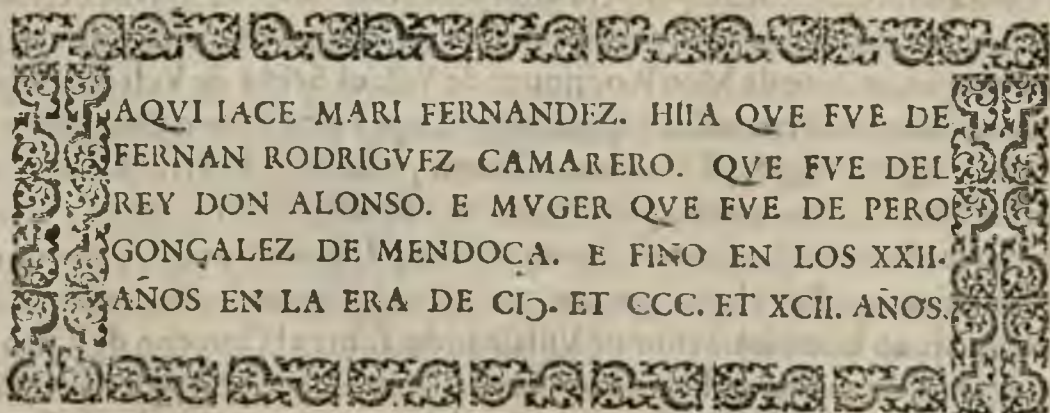 AQVI IACE MARI FERNANDEZ. HIIA QVE FVE DE
FERNAN RODRIGVEZ CAMARERO. QVE FVE DEL
REY DON ALONSO. E MVGER QVE FVE DE PERO
GONÇALEZ DE MENDOCA. E FINO EN LOS XXII.
AÑOS EN LA ERA DE CIↃ. ET CCC. ET XCII. AÑOS.